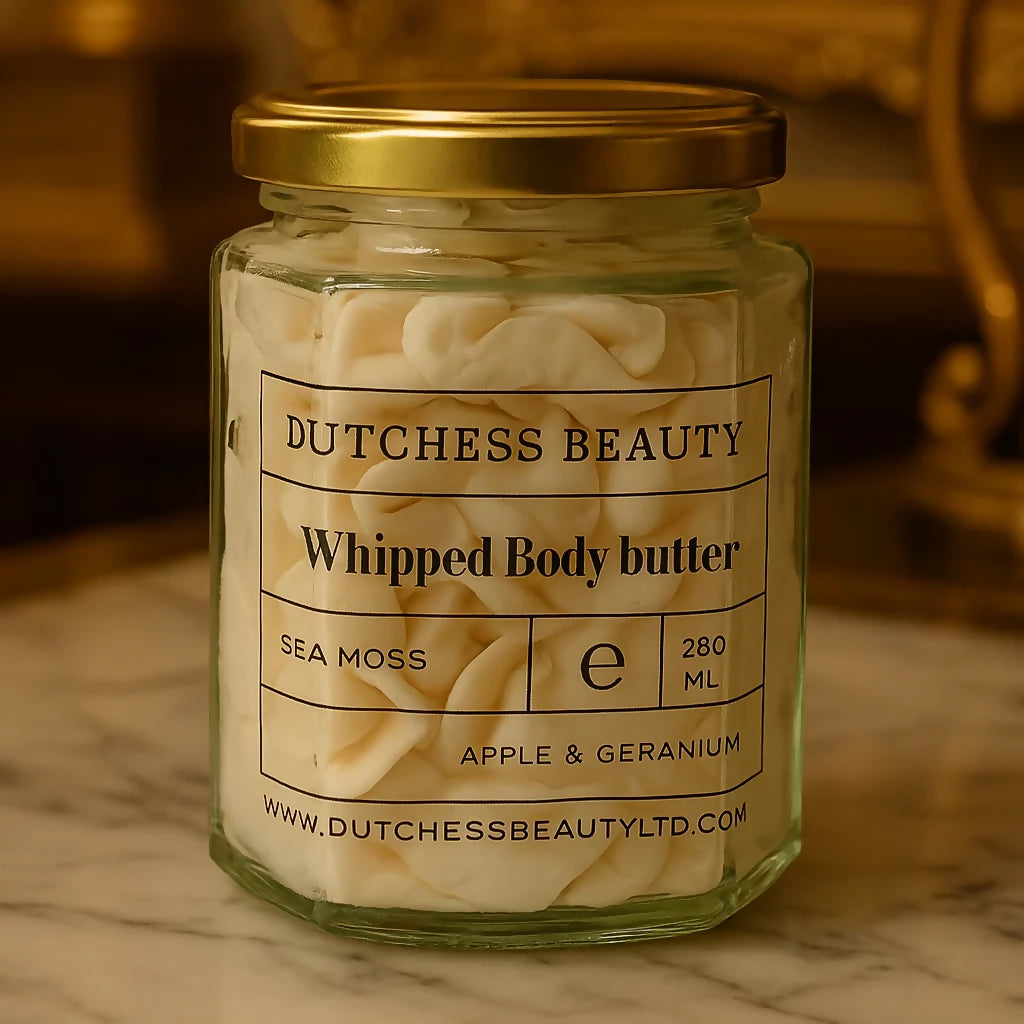 DUTCHESS BEAUTY
Whipped Body butter
SEA MOSS
e
280
ML
APPLE & GERANIUM
WWW.DUTCHESSBEAUTYLTD.COM